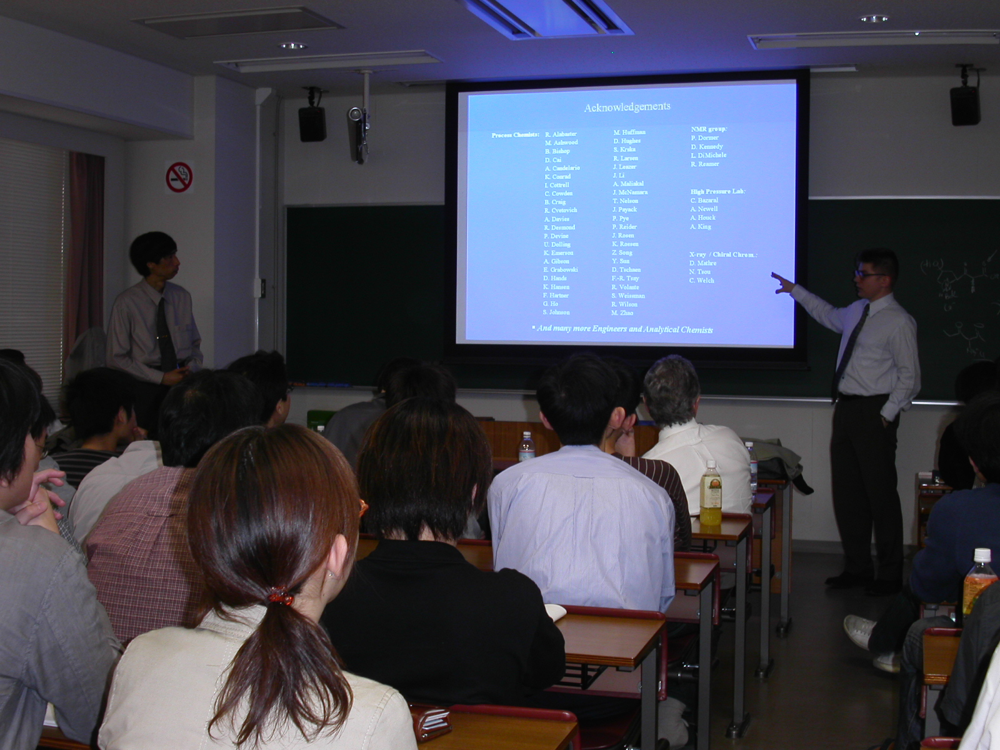 Acknowledgements
Process Chemists:
R. Alabaster
M. Ashwood
B. Bishop
D. Cai
A. Candelario
K. Conrad
I. Cottrell
C. Cowden
B. Craig
R. Cvetovich
A. Davies
R. Desmond
P. Devine
U. Dolling
K. Emerson
A. Gibson
E. Grabowski
D. Hands
K. Hansen
F. Hartner
G. Ho
S. Johnson
M. Huffman
D. Hughes
S. Krska
R. Larsen
J. Leazer
J. Li
A. Maliakal
J. McNamara
T. Nelson
J. Payack
P. Pye
P. Reider
J. Rosen
K. Rossen
Z. Song
Y. Sun
D. Tschaen
F.-R. Tsay
R. Volante
S. Weissman
R. Wilson
M. Zhao
NMR group:
P. Dormer
D. Kennedy
L. DiMichele
R. Reamer
High Pressure Lab:
C. Bazaral
A. Newell
A. Houck
A. King
X-ray / Chiral Chrom.:
D. Mathre
N. Tsou
C. Welch
▪ And many more Engineers and Analytical Chemists